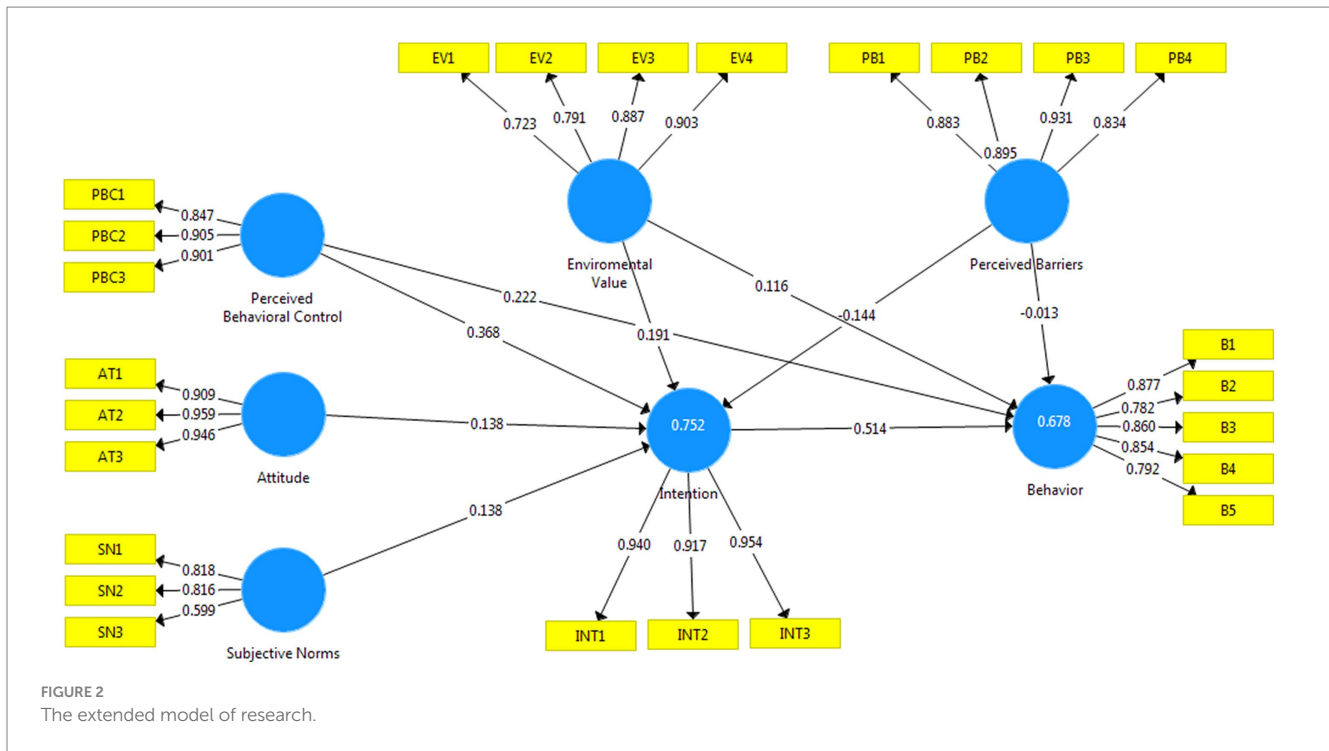 EV1 EV2 EV3 EV4
0.723 0.791 0.887 0.903
Enviromental
Value
PB1 PB2 PB3 PB4
0.883 0.895 0.931 0.834
Perceived Barriers
PBC1 0.847
PBC2 0.905
PBC3 0.901
Perceived
Behavioral Control
0.222
0.368
0.191
0.116
-0.144
-0.013
AT1 0.909
AT2 0.959
AT3 0.946
Attitude
0.138
0.752
Intention
0.514
0.678
Behavior
0.877 B1
0.782 B2
0.860 B3
0.854 B4
0.792 B5
SN1 0.818
SN2 0.816
SN3 0.599
Subjective Norms
0.138
0.940 0.917 0.954
INT1 INT2 INT3
FIGURE 2
The extended model of research.